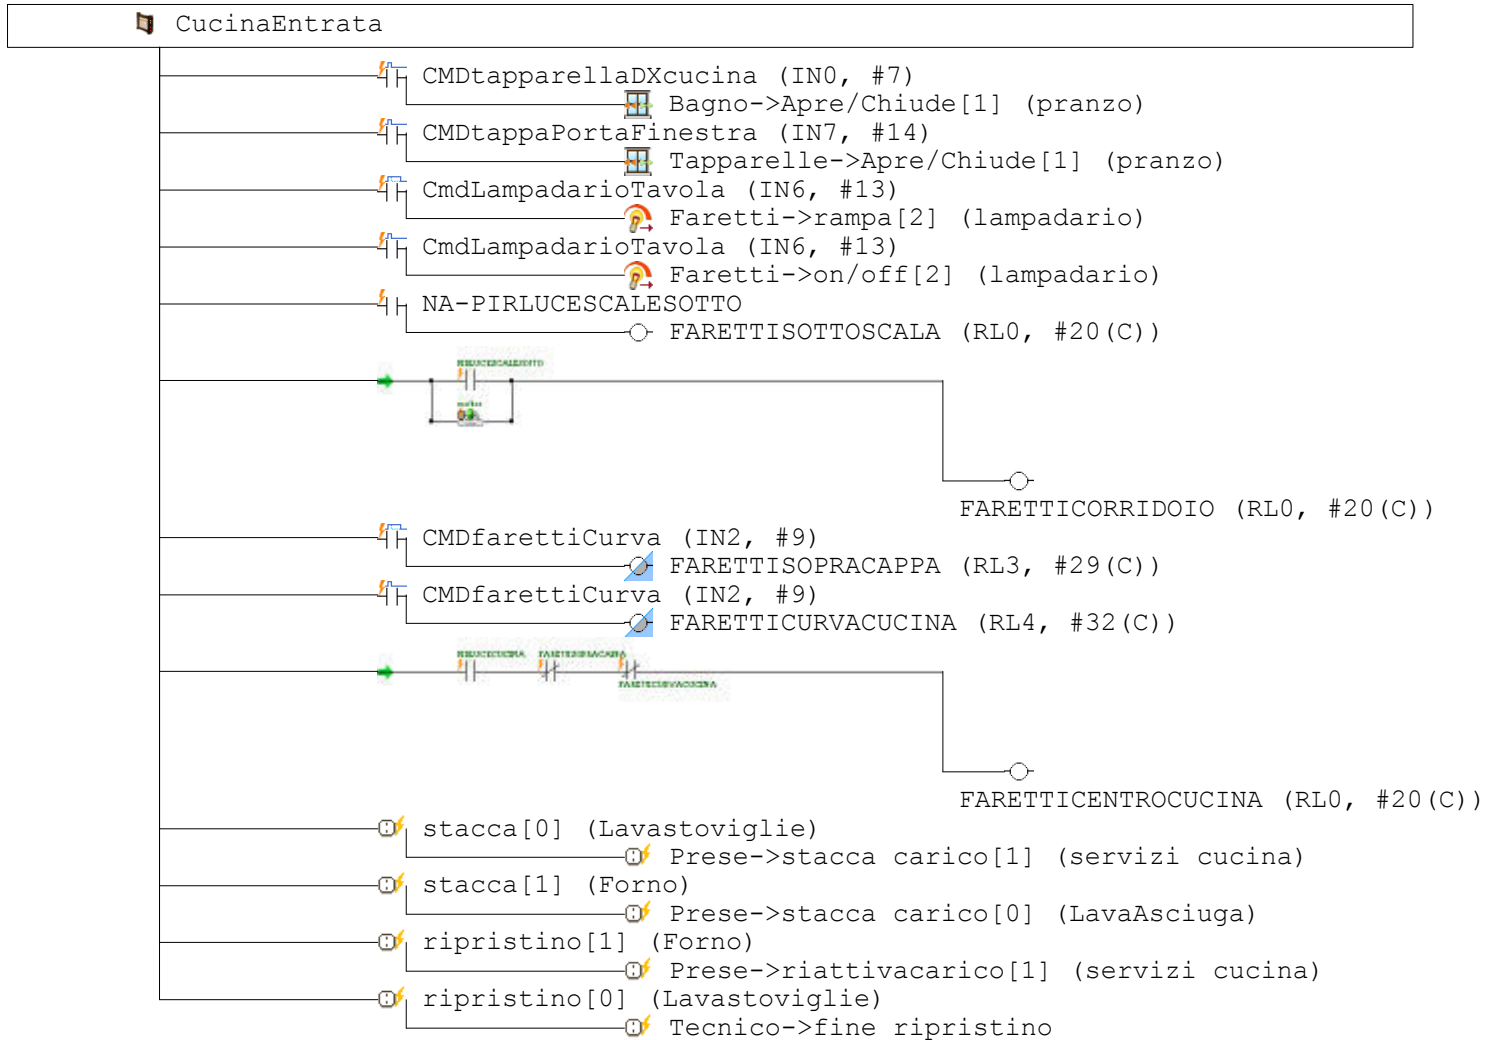 CucinaEntrata
CMDtapparellaDXcucina (IN0, #7)
Bagno->Apre/Chiude[1] (pranzo)
CMDtappaPortaFinestra (IN7, #14)
Tapparelle->Apre/Chiude[1] (pranzo)
CmdLampadarioTavola (IN6, #13)
Faretti->rampa[2] (lampadario)
CmdLampadarioTavola (IN6, #13)
Faretti->on/off[2] (lampadario)
NA-PIRLUCESCALESOTTO
FARETTISOTTOSCALA (RL0, #20(C))
FARETTICORRIDOIO (RL0, #20(C))
CMDfarettiCurva (IN2, #9)
FARETTISOPRACAPPA (RL3, #29(C))
CMDfarettiCurva (IN2, #9)
FARETTICURVACUCINA (RL4, #32(C))
FARETTICURVACUCINA
FARETTICENTROCUCINA (RL0, #20(C))
stacca[0] (Lavastoviglie)
Prese->stacca carico[1] (servizi cucina)
stacca[1] (Forno)
Prese->stacca carico[0] (LavaAsciuga)
ripristino[1] (Forno)
Prese->riattivacarico[1] (servizi cucina)
ripristino[0] (Lavastoviglie)
Tecnico->fine ripristino